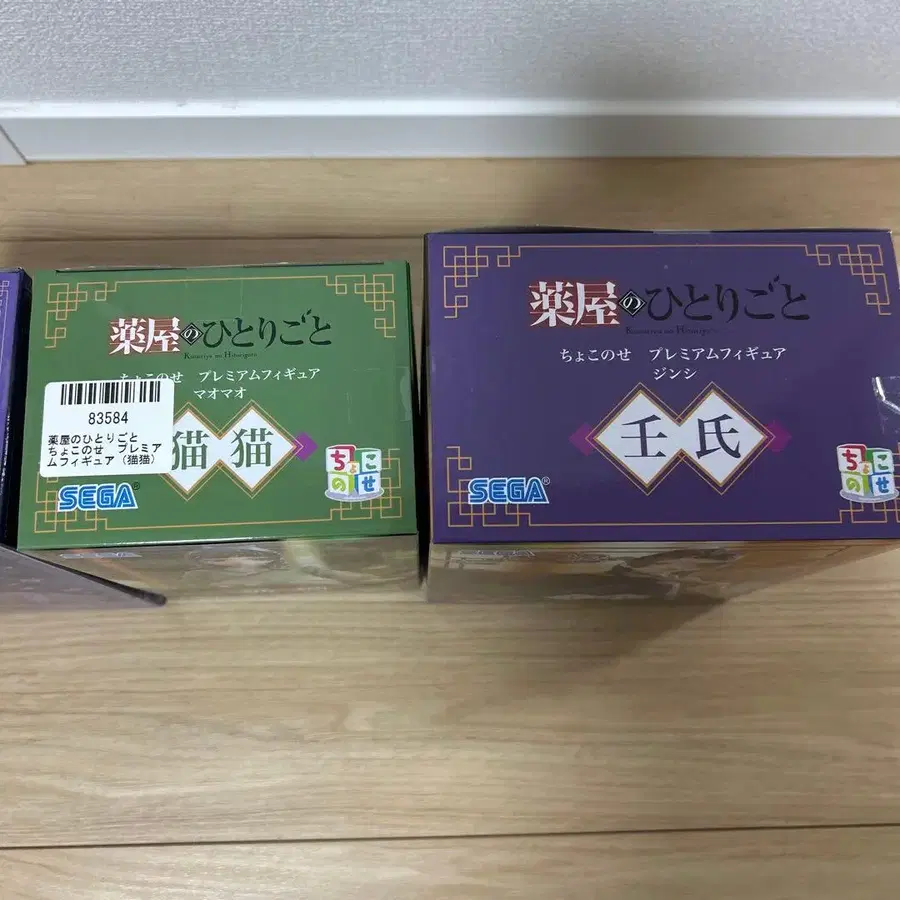 薬屋のひとりごと
Kusuriya no Hitorigoto
ちょこのせ プレミアムフィギュア
マオマオ
83584
薬屋のひとりごと
ちょこのせ プレミア
ムフィギュア (猫猫)
猫猫
SEGA
ちょこのせ
薬屋のひとりごと
Kusuriya no Hitorigoto
ちょこのせ プレミアムフィギュア
ジンシ
壬氏
SEGA
ちょこのせ